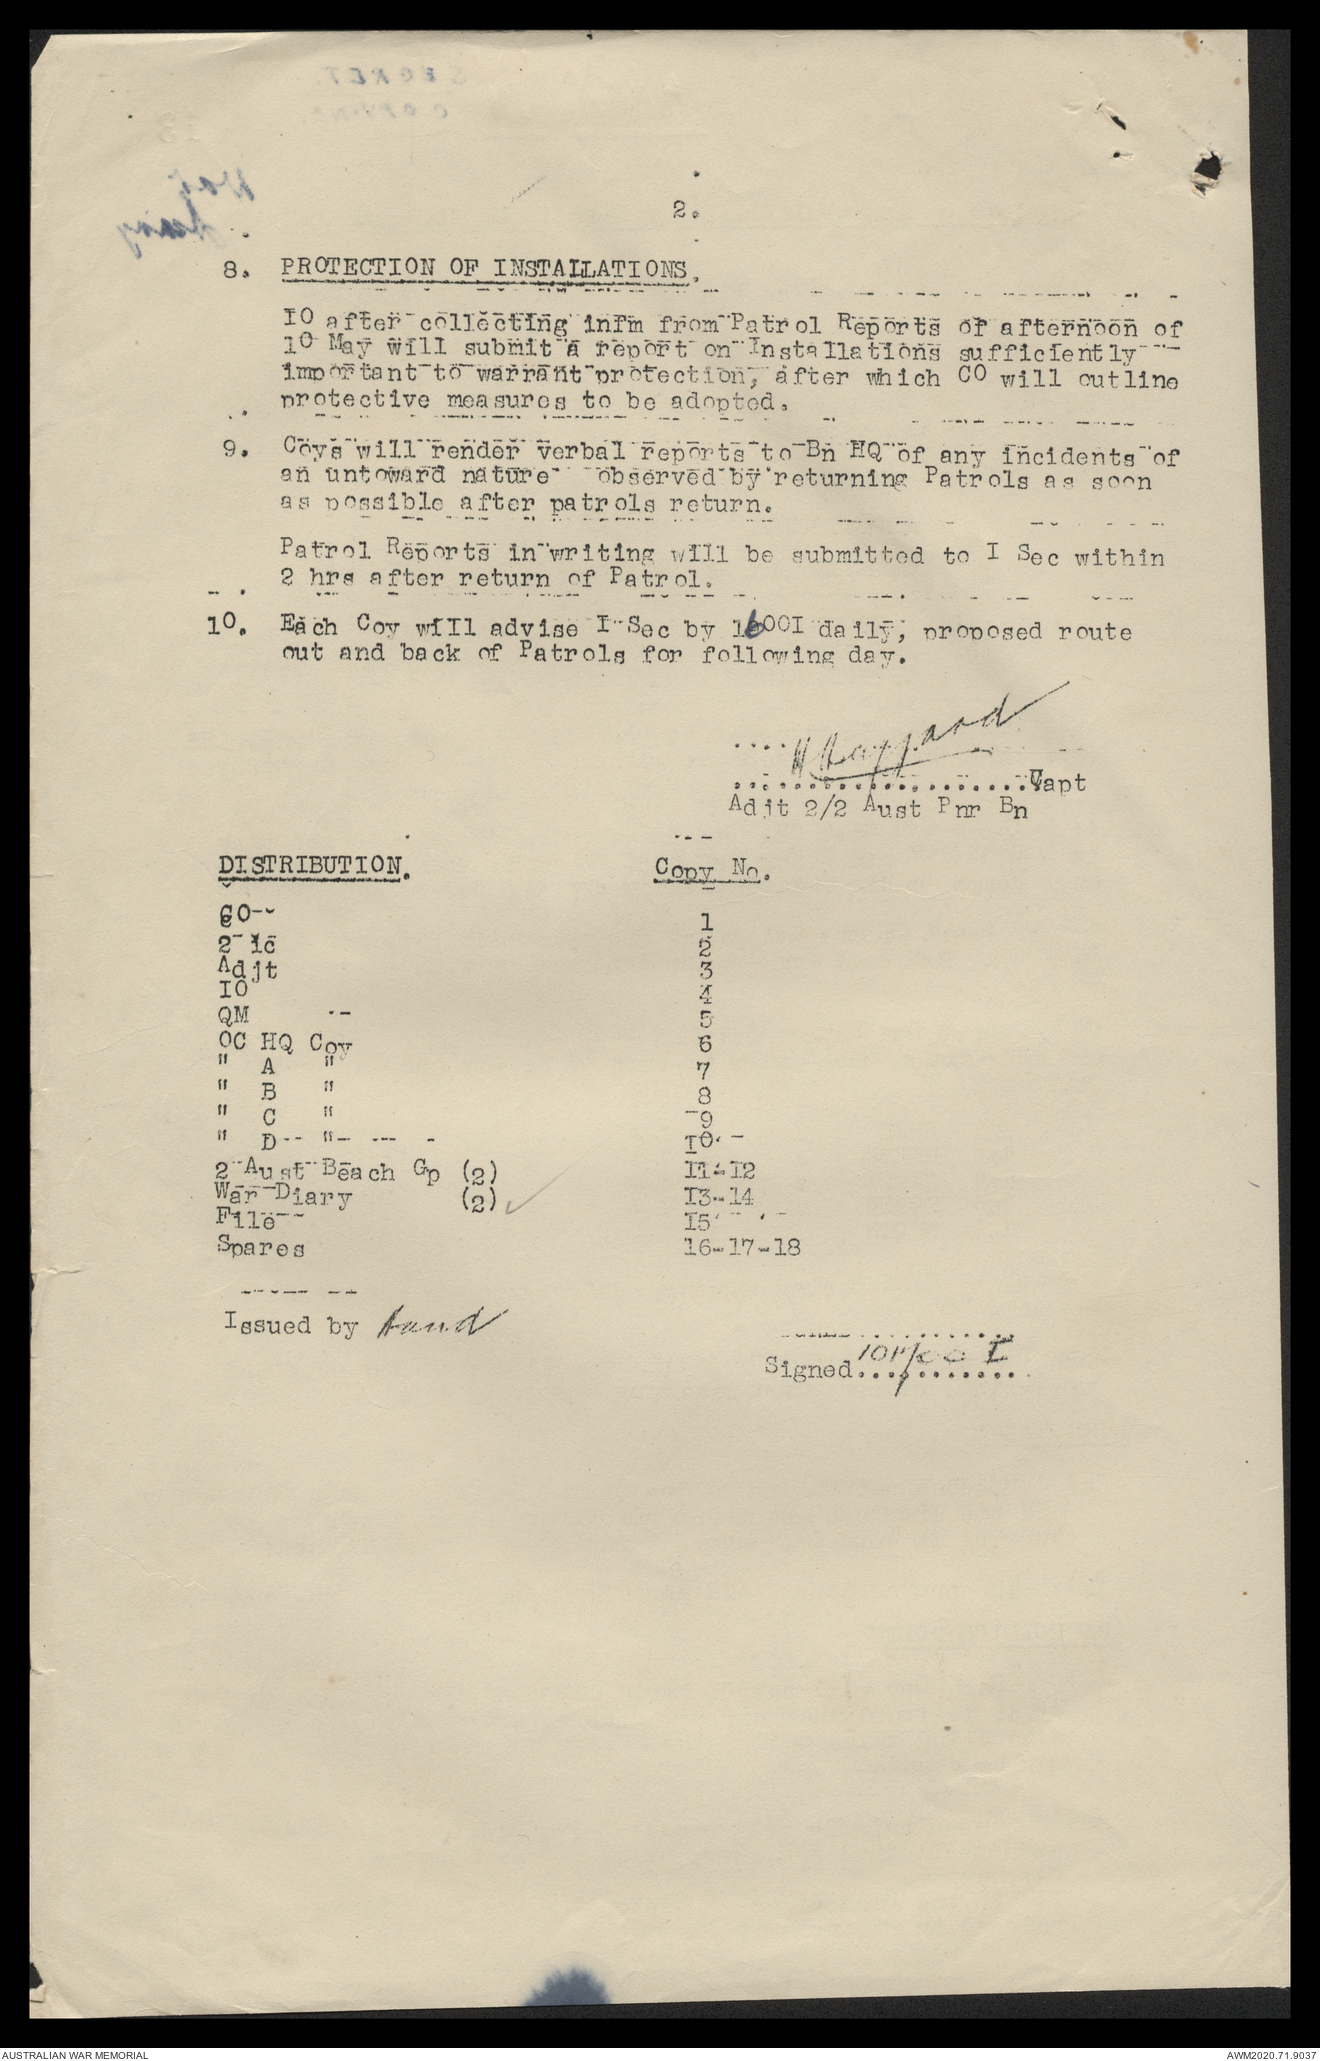 2.
8. PROTECTION OF INSTALLATIONS.
IO after collecting infm from Patrol Reports of afternoon of
10 May will submit a report on Installations sufficiently
important to warrant protection, after which CO will outline
protective measures to be adopted.
9. Coys will render verbal reports to Bn HQ of any incidents of
an untoward nature observed by returning Patrols as soon
as possible after patrols return.
Patrol Reports in writing will be submitted to I Sec within
2 hrs after return of Patrol.
10. Each Coy will advise I Sec by 1600I daily, proposed route
out and back of Patrols for following day.
....................Capt
Adjt 2/2 Aust Pnr Bn
DISTRIBUTION. Copy No.
CO 1
2 ic 2
Adjt 3
IO 4
QM 5
OC HQ Coy 6
" A " 7
" B " 8
" C " 9
" D " 10
2 Aust Beach Gp (2) 11-12
War Diary (2) 13-14
File 15
Spares 16-17-18
Issued by Hand
Signed............
AUSTRALIAN WAR MEMORIAL AWM2020.71.9037